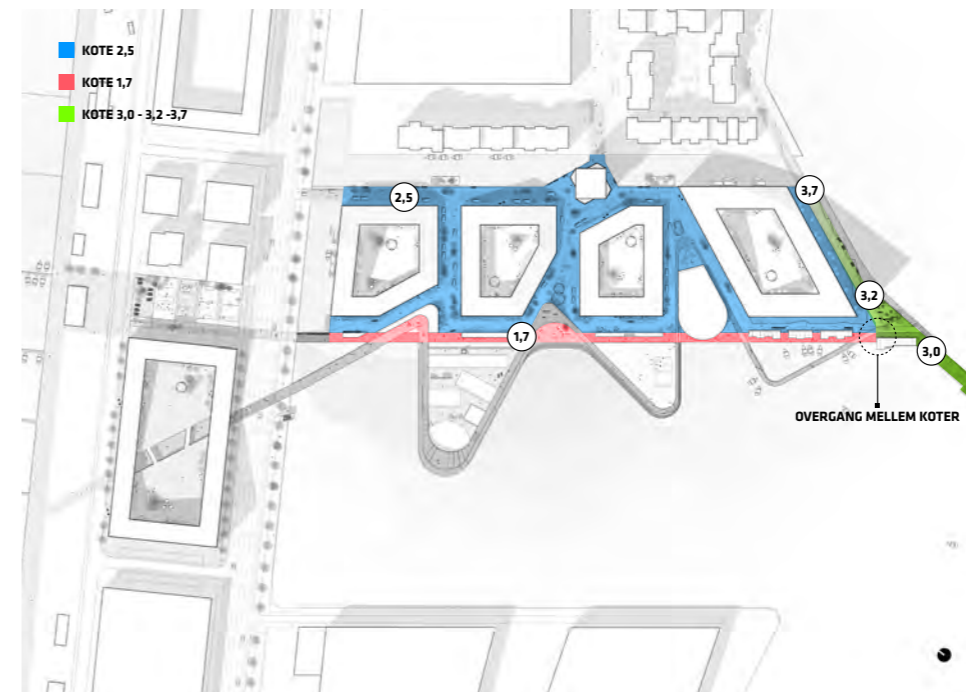 KOTE 2,5
KOTE 1,7
KOTE 3,0 - 3,2 -3,7
2,5
3,7
3,2
1,7
3,0
OVERGANG MELLEM KOTER